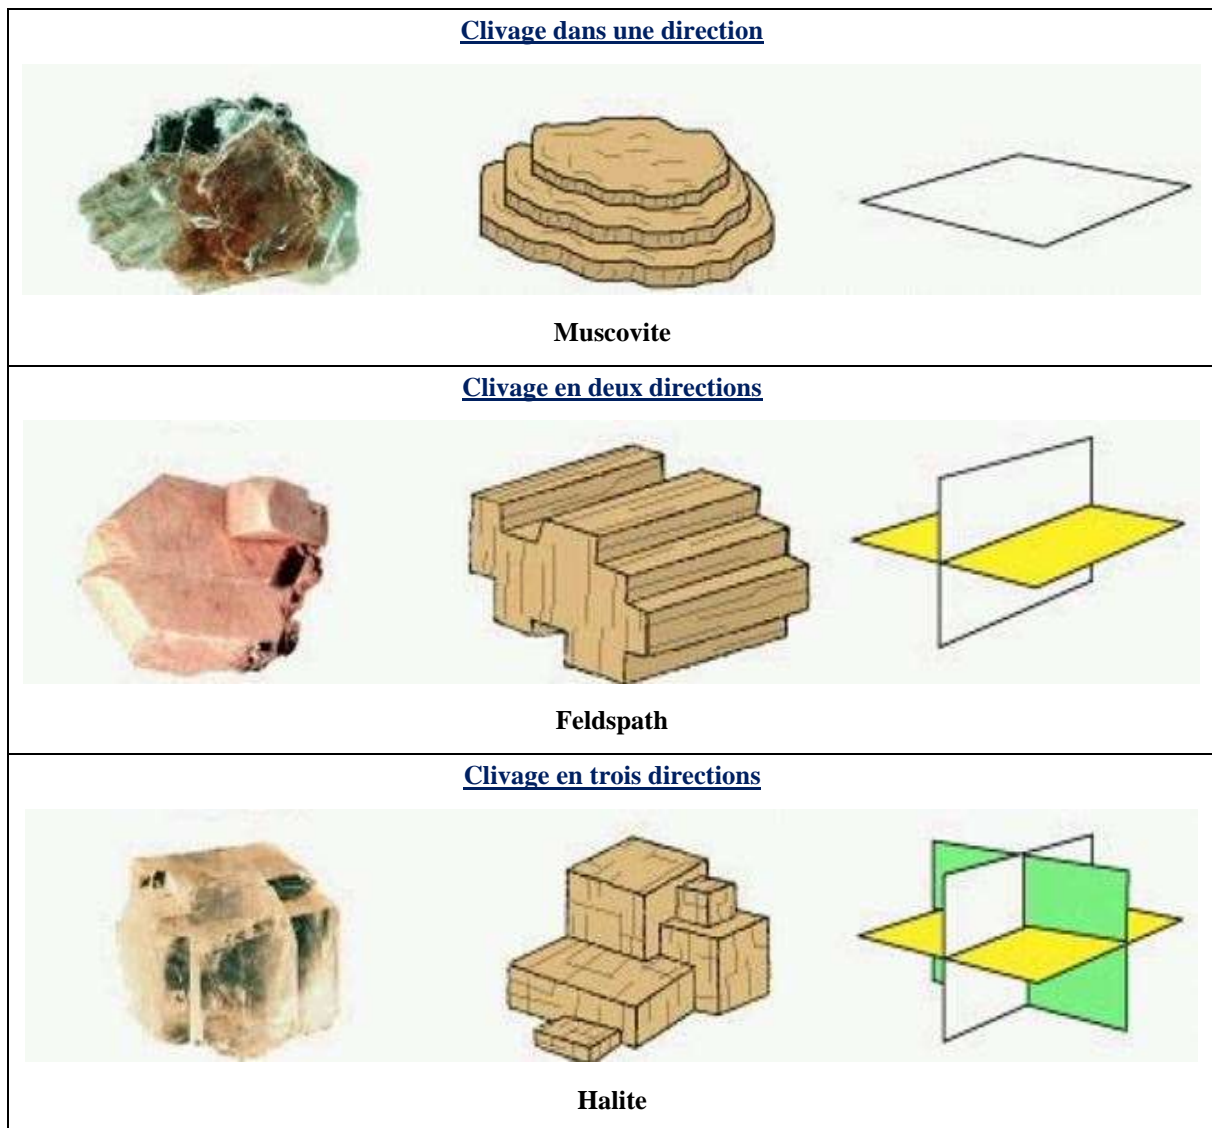 Clivage dans une direction
Muscovite
Clivage en deux directions
Feldspath
Clivage en trois directions
Halite